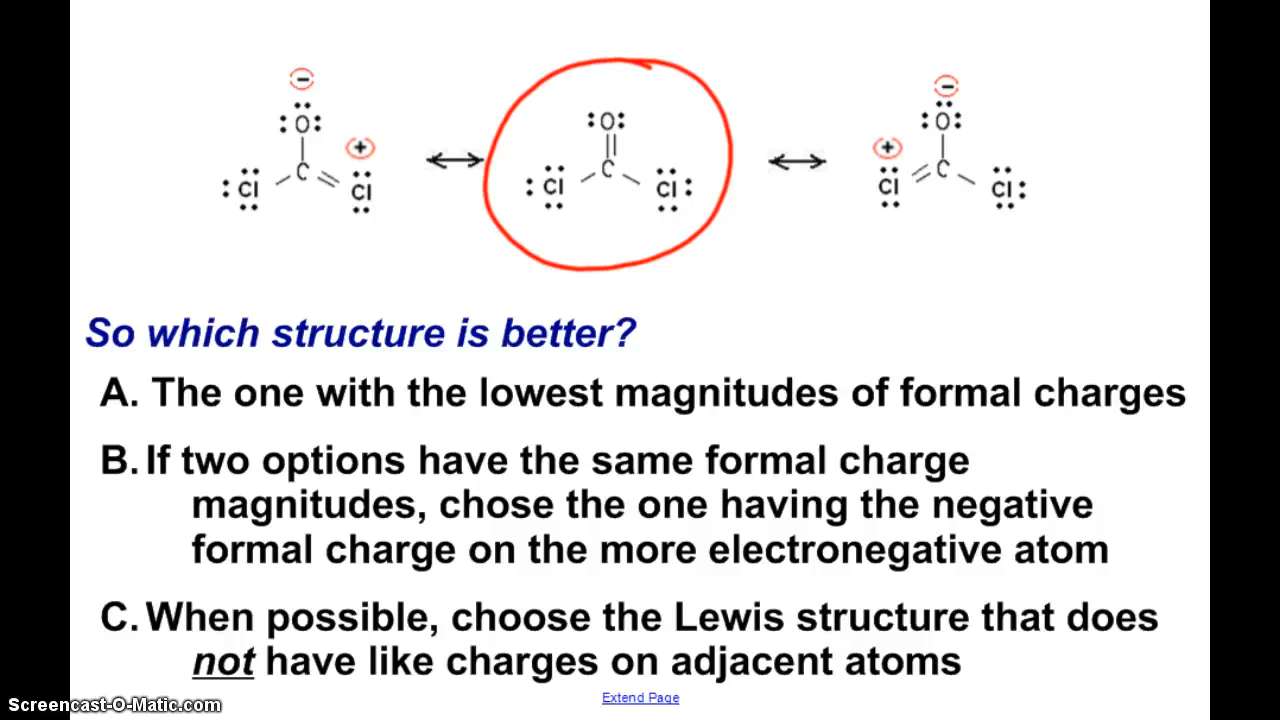 − −
O + O + O
C C C
Cl Cl Cl Cl Cl Cl
So which structure is better?
A. The one with the lowest magnitudes of formal charges
B. If two options have the same formal charge
magnitudes, chose the one having the negative
formal charge on the more electronegative atom
C. When possible, choose the Lewis structure that does
not have like charges on adjacent atoms
Extend Page
Screencast-O-Matic.com